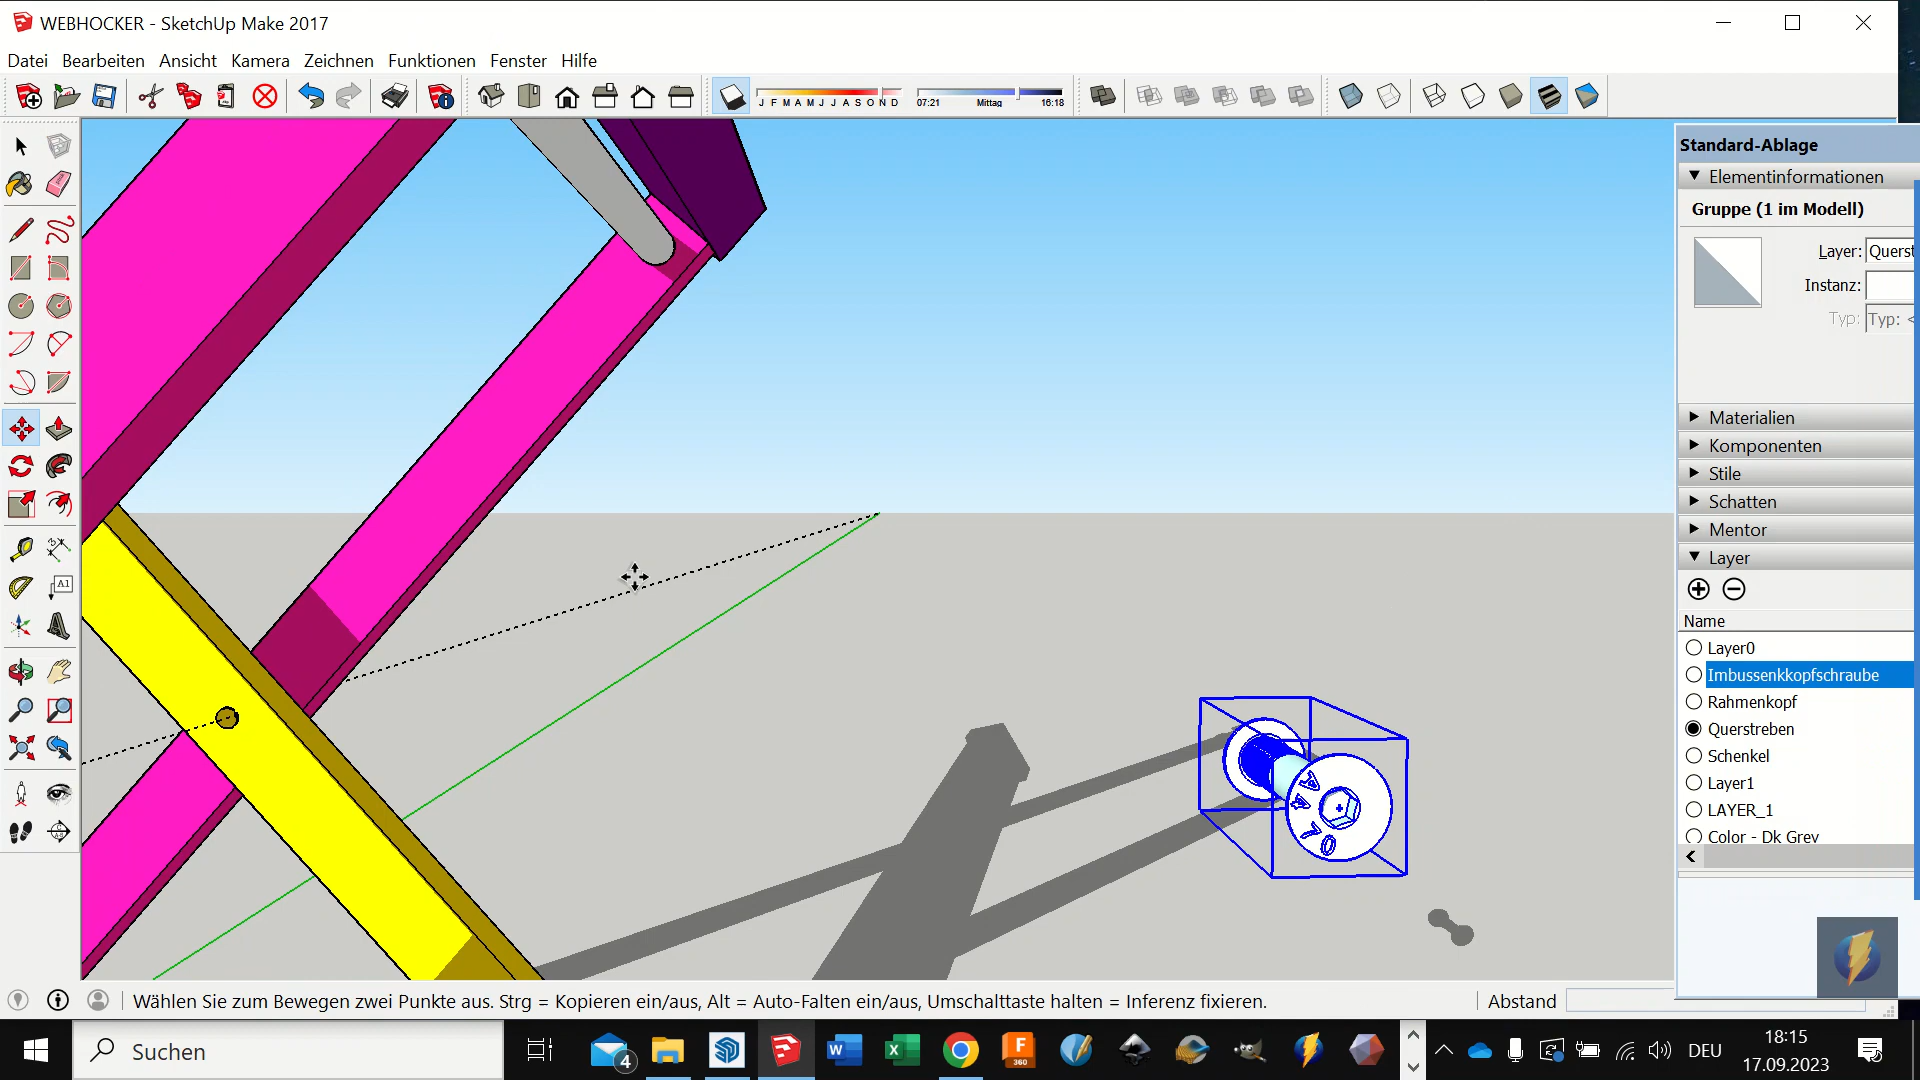 WEBHOCKER - SketchUp Make 2017
Datei Bearbeiten Ansicht Kamera Zeichnen Funktionen Fenster Hilfe
J F M A M J J A S O N D 07:21 Mittag 16:18
Standard-Ablage
Elementinformationen
Gruppe (1 im Modell)
Layer: Querst
Instanz:
Typ: Typ: <
Materialien
Komponenten
Stile
Schatten
Mentor
Layer
Name
Layer0
Imbussenkkopfschraube
Rahmenkopf
Querstreben
Schenkel
Layer1
LAYER_1
Color - Dk Grey
A1
Wählen Sie zum Bewegen zwei Punkte aus. Strg = Kopieren ein/aus, Alt = Auto-Falten ein/aus, Umschalttaste halten = Inferenz fixieren.
Abstand
Suchen
4
F
360
DEU
18:15
17.09.2023